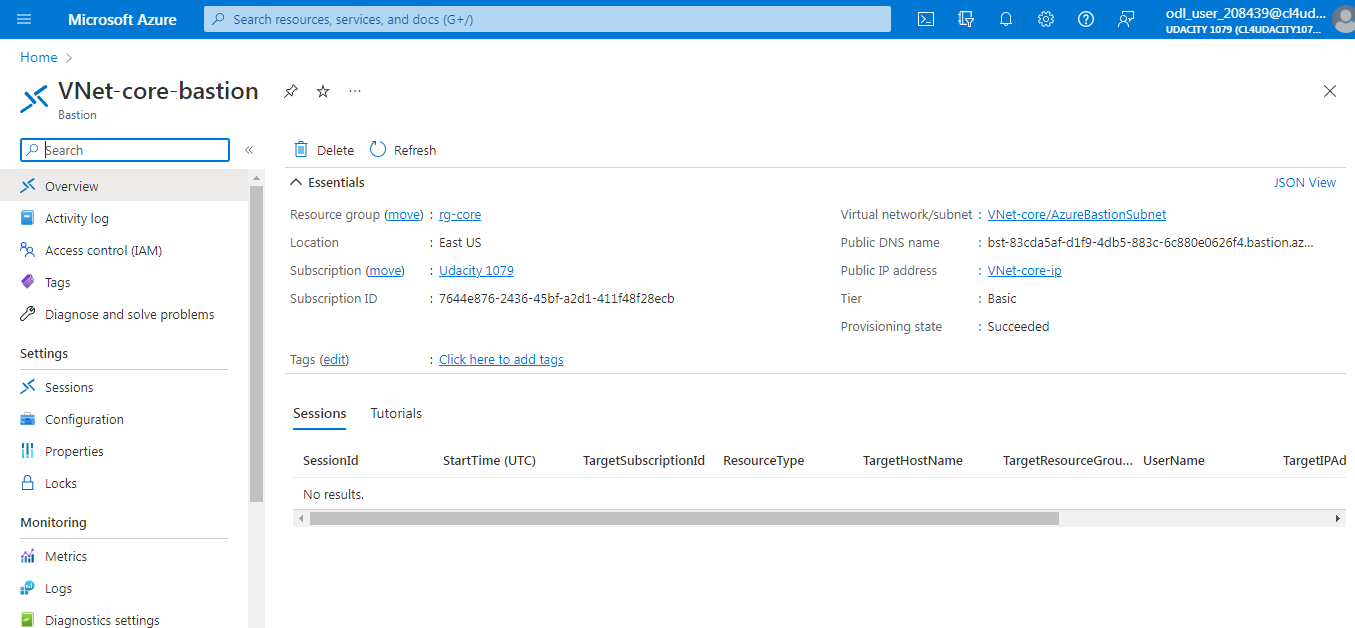 Microsoft Azure
Search resources, services, and docs (G+/)
odl_user_208439@cl4ud...
UDACITY 1079 (CL4UDACITY107...
Home
VNet-core-bastion
Bastion
Search
Overview
Activity log
Access control (IAM)
Tags
Diagnose and solve problems
Settings
Sessions
Configuration
Properties
Locks
Monitoring
Metrics
Logs
Diagnostics settings
Delete Refresh
Essentials
JSON View
Resource group (move) : rg-core
Location : East US
Subscription (move) : Udacity 1079
Subscription ID : 7644e876-2436-45bf-a2d1-411f48f28ecb
Virtual network/subnet : VNet-core/AzureBastionSubnet
Public DNS name : bst-83cda5af-d1f9-4db5-883c-6c880e0626f4.bastion.az...
Public IP address : VNet-core-ip
Tier : Basic
Provisioning state : Succeeded
Tags (edit) : Click here to add tags
Sessions Tutorials
SessionId StartTime (UTC) TargetSubscriptionId ResourceType TargetHostName TargetResourceGrou... UserName TargetIPAd
No results.